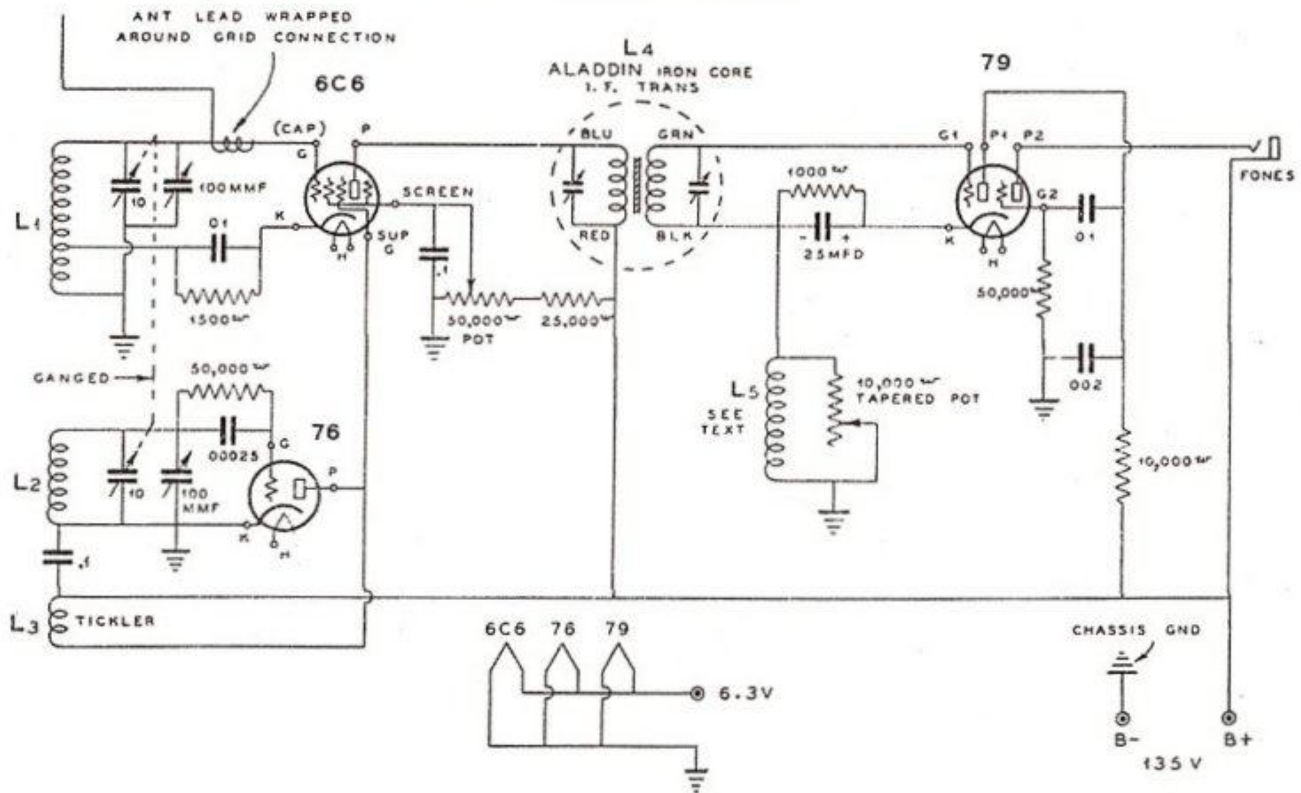 ANT LEAD WRAPPED
AROUND GRID CONNECTION
6C6
(CAP)
G
P
L1
10
100 MMF
01
K
H
SUP
G
SCREEN
1500 ω
.1
50,000 ω
POT
25,000 ω
L4
ALADDIN IRON CORE
I. F. TRANS
BLU
GRN
RED
BLK
1000 ω
- +
25MFD
79
G1
P1
P2
G2
K
H
01
50,000 ω
002
FONES
GANGED
50,000 ω
00025
76
G
P
L2
10
100
MMF
K
H
.1
L3
TICKLER
L5
SEE
TEXT
10,000 ω
TAPERED POT
10,000 ω
6C6 76 79
6.3V
CHASSIS GND
B-
B+
135 V